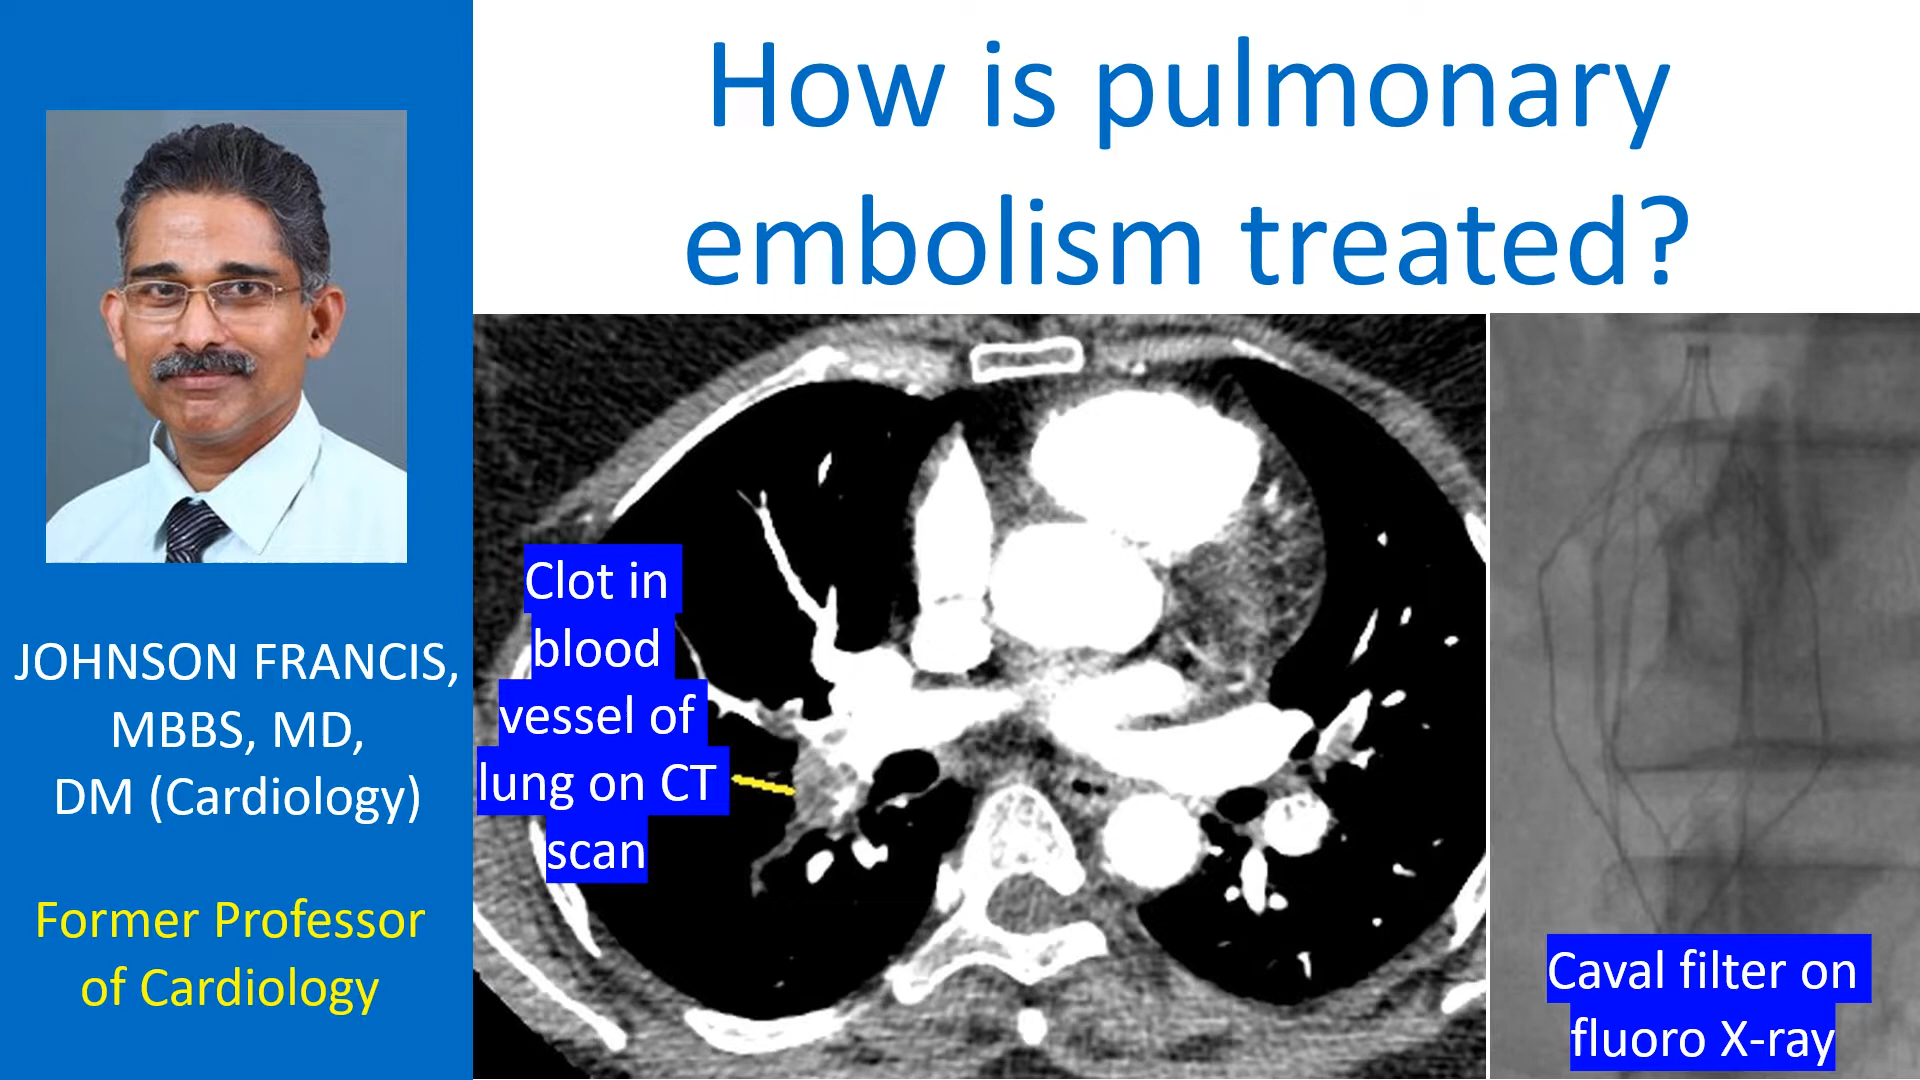 How is pulmonary
embolism treated?
JOHNSON FRANCIS,
MBBS, MD,
DM (Cardiology)
Former Professor
of Cardiology
Clot in
blood
vessel of
lung on CT
scan
Caval filter on
fluoro X-ray